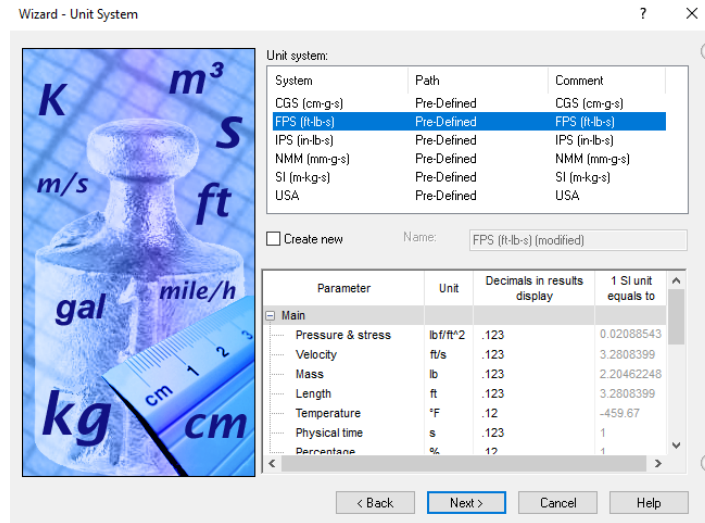 Wizard - Unit System ? ×
K m³
S
m/s ft
gal mile/h
cm 1 2 3
kg cm
Unit system:
System Path Comment
CGS (cm-g-s) Pre-Defined CGS (cm-g-s)
FPS (ft-lb-s) Pre-Defined FPS (ft-lb-s)
IPS (in-lb-s) Pre-Defined IPS (in-lb-s)
NMM (mm-g-s) Pre-Defined NMM (mm-g-s)
SI (m-kg-s) Pre-Defined SI (m-kg-s)
USA Pre-Defined USA
Create new Name: FPS (ft-lb-s) (modified)
Parameter Unit Decimals in results display 1 SI unit equals to
Main
Pressure & stress lbf/ft^2 .123 0.02088543
Velocity ft/s .123 3.2808399
Mass lb .123 2.20462248
Length ft .123 3.2808399
Temperature °F .12 -459.67
Physical time s .123 1
Percentage % .12 1
< Back Next > Cancel Help